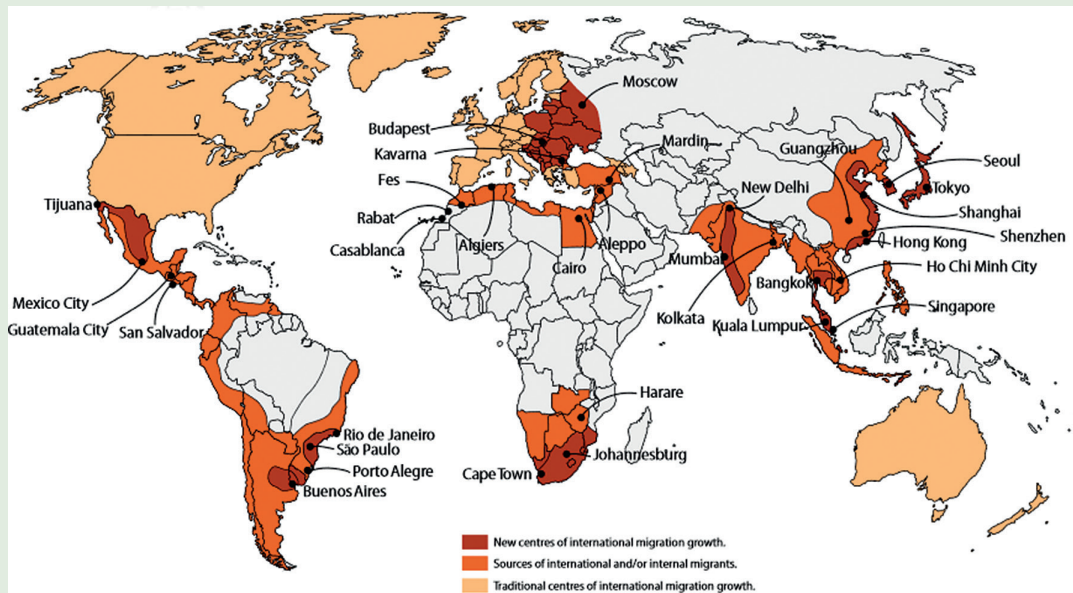 Moscow
Budapest
Mardin
Guangzhou
Kavarna
Seoul
Fes
New Delhi
Tijuana
Tokyo
Rabat
Shanghai
Casablanca
Algiers
Aleppo
Shenzhen
Hong Kong
Cairo
Mumbai
Ho Chi Minh City
Bangkok
Mexico City
Singapore
Kolkata
Kuala Lumpur
Guatemala City
San Salvador
Harare
Rio de Janeiro
São Paulo
Johannesburg
Porto Alegre
Cape Town
Buenos Aires
New centres of international migration growth.
Sources of international and/or internal migrants.
Traditional centres of international migration growth.